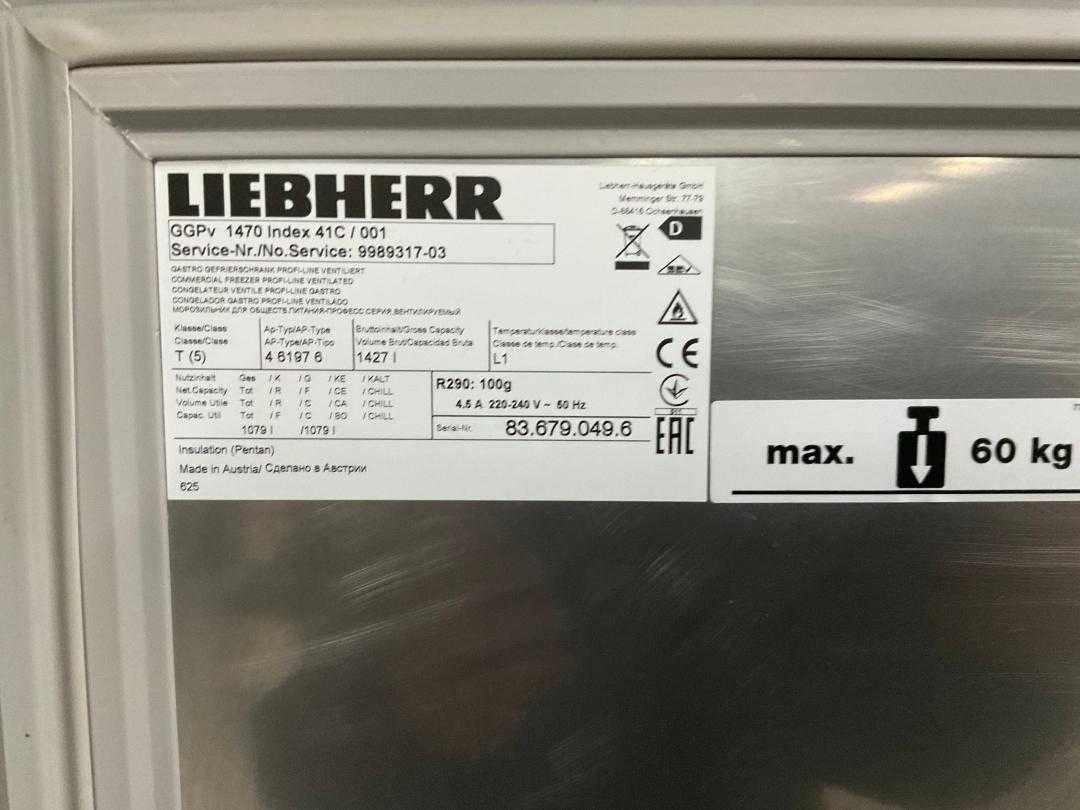 LIEBHERR
Liebherr-Hausgeräte GmbH
Memminger Str. 77-79
D-88416 Ochsenhausen
GGPv 1470 Index 41C / 001
Service-Nr./No.Service: 9989317-03
D
GASTRO GEFRIERSCHRANK PROFI-LINE VENTILIERT
COMMERCIAL FREEZER PROFI-LINE VENTILATED
CONGELATEUR VENTILE PROFI-LINE GASTRO
CONGELADOR GASTRO PROFI-LINE VENTILADO
МОРОЗИЛЬНИК ДЛЯ ОБЩЕСТВ.ПИТАНИЯ-ПРОФЕСС.СЕРИЯ,ВЕНТИЛИРУЕМЫЙ
Klasse/Class Ap-Typ/AP-Type Bruttoinhalt/Gross Capacity Temperaturklasse/temperature class
Classe/Clase AP-Type/AP-Tipo Volume Brut/Capacidad Bruta Classe de temp./Clase de temp.
T (5) 4 6197 6 1427 l L1
CE
Nutzinhalt Ges /K /G /KE /KALT
Net.Capacity Tot /R /F /CE /CHILL
Volume Utile Tot /R /C /CA /CHILL
Capac. Util Tot /F /C /BO /CHILL
1079 l /1079 l
R290: 100g
4.5 A 220-240 V ~ 50 Hz
Serial-Nr. 83.679.049.6
011
EAC
Insulation (Pentan)
Made in Austria/ Сделано в Австрии
625
max. 60 kg